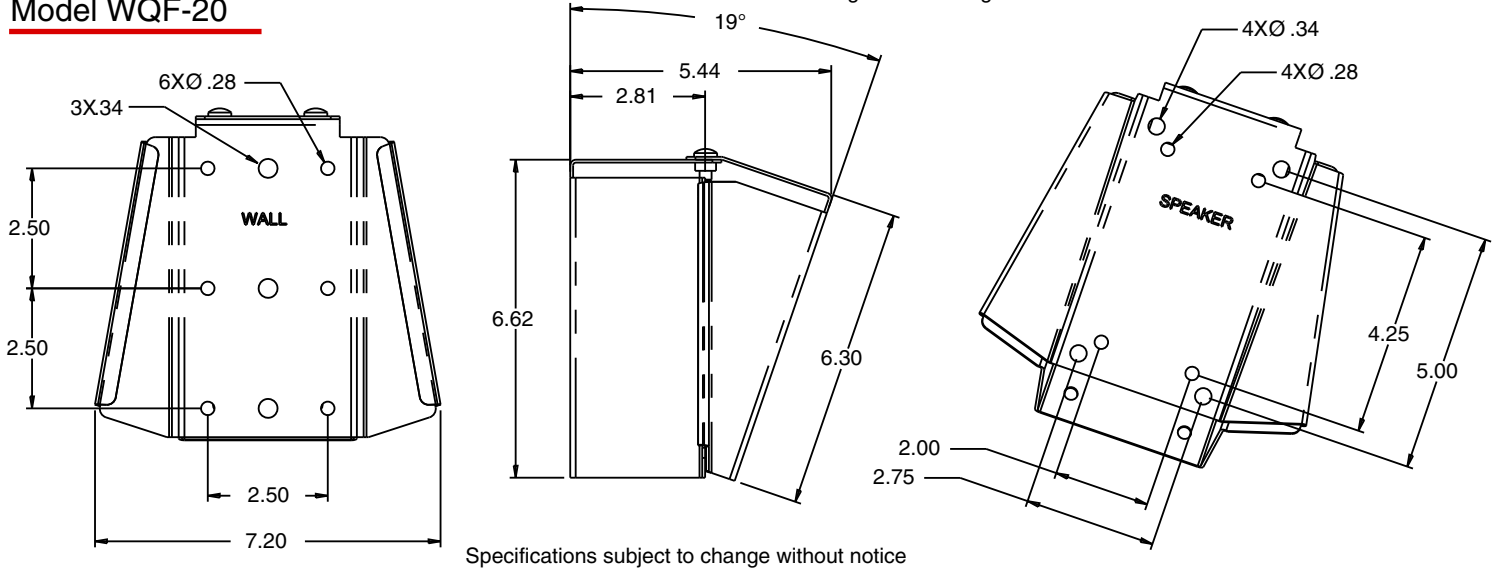 Model WQF-20
6XØ .28
3X.34
2.50
WALL
2.50
2.50
7.20
19°
5.44
2.81
6.62
6.30
4XØ .34
4XØ .28
SPEAKER
4.25
5.00
2.00
2.75
Specifications subject to change without notice